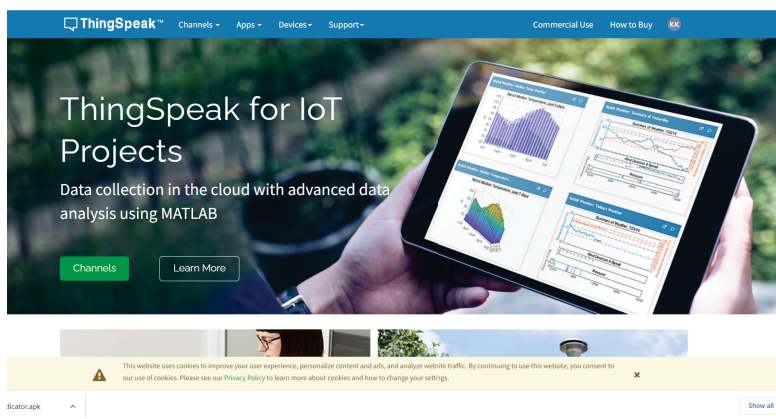 ThingSpeak™ Channels Apps Devices Support Commercial Use How to Buy KK
ThingSpeak for IoT
Projects
Data collection in the cloud with advanced data
analysis using MATLAB
Channels Learn More
This website uses cookies to improve your user experience, personalize content and ads, and analyze website traffic. By continuing to use this website, you consent to
our use of cookies. Please see our Privacy Policy to learn more about cookies and how to change your settings.
dicator.apk Show all